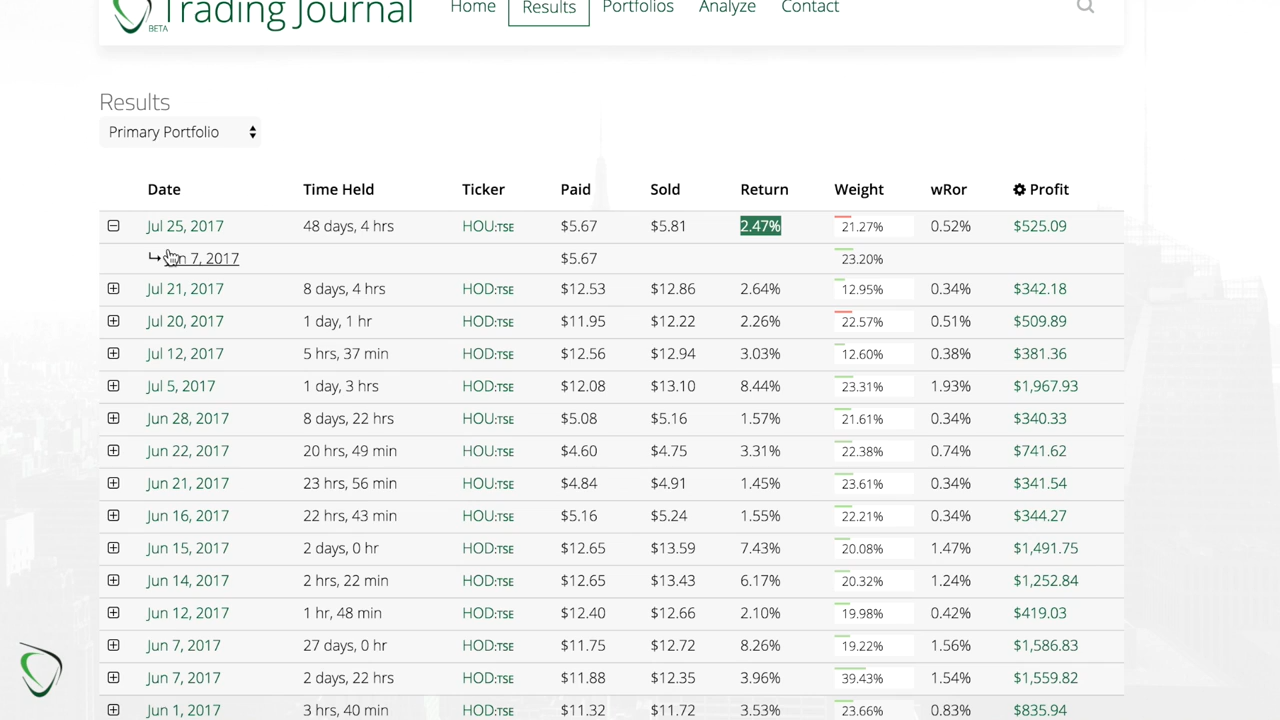 Trading Journal
BETA
Home Results Portfolios Analyze Contact
Results
Primary Portfolio
Date Time Held Ticker Paid Sold Return Weight wRor Profit
Jul 25, 2017 48 days, 4 hrs HOU:TSE $5.67 $5.81 2.47% 21.27% 0.52% $525.09
7, 2017 $5.67 23.20%
Jul 21, 2017 8 days, 4 hrs HOD:TSE $12.53 $12.86 2.64% 12.95% 0.34% $342.18
Jul 20, 2017 1 day, 1 hr HOD:TSE $11.95 $12.22 2.26% 22.57% 0.51% $509.89
Jul 12, 2017 5 hrs, 37 min HOD:TSE $12.56 $12.94 3.03% 12.60% 0.38% $381.36
Jul 5, 2017 1 day, 3 hrs HOD:TSE $12.08 $13.10 8.44% 23.31% 1.93% $1,967.93
Jun 28, 2017 8 days, 22 hrs HOU:TSE $5.08 $5.16 1.57% 21.61% 0.34% $340.33
Jun 22, 2017 20 hrs, 49 min HOU:TSE $4.60 $4.75 3.31% 22.38% 0.74% $741.62
Jun 21, 2017 23 hrs, 56 min HOU:TSE $4.84 $4.91 1.45% 23.61% 0.34% $341.54
Jun 16, 2017 22 hrs, 43 min HOU:TSE $5.16 $5.24 1.55% 22.21% 0.34% $344.27
Jun 15, 2017 2 days, 0 hr HOD:TSE $12.65 $13.59 7.43% 20.08% 1.47% $1,491.75
Jun 14, 2017 2 hrs, 22 min HOD:TSE $12.65 $13.43 6.17% 20.32% 1.24% $1,252.84
Jun 12, 2017 1 hr, 48 min HOD:TSE $12.40 $12.66 2.10% 19.98% 0.42% $419.03
Jun 7, 2017 27 days, 0 hr HOD:TSE $11.75 $12.72 8.26% 19.22% 1.56% $1,586.83
Jun 7, 2017 2 days, 22 hrs HOD:TSE $11.88 $12.35 3.96% 39.43% 1.54% $1,559.82
Jun 1, 2017 3 hrs, 40 min HOD:TSE $11.32 $11.72 3.53% 23.66% 0.83% $835.94